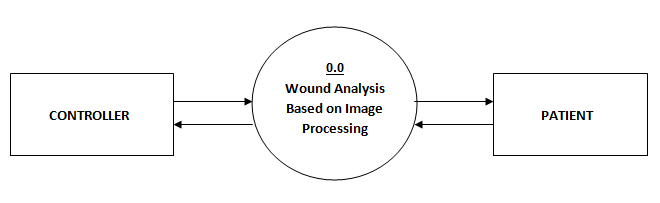 CONTROLLER
0.0
Wound Analysis
Based on Image
Processing
PATIENT